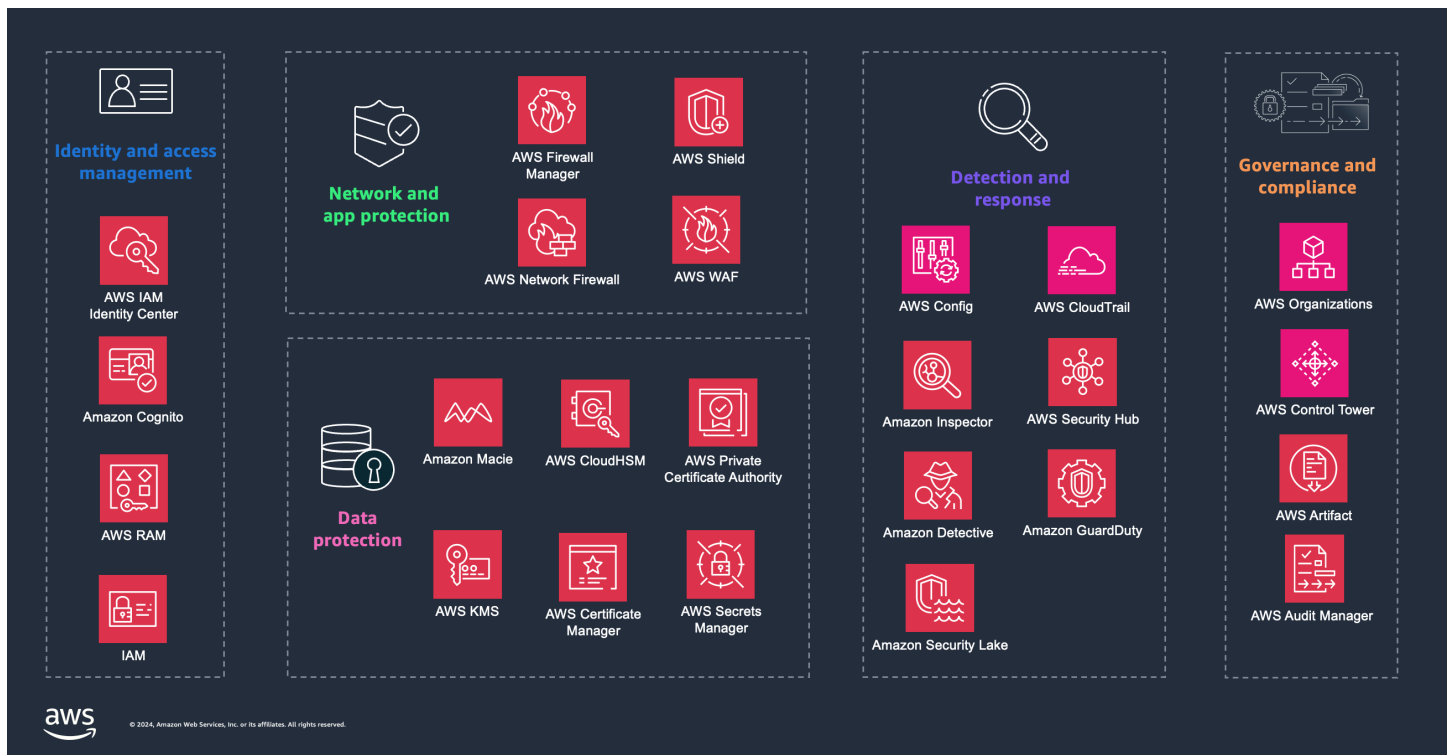 Identity and access
management
AWS IAM
Identity Center
Amazon Cognito
AWS RAM
IAM
Network and
app protection
AWS Firewall
Manager
AWS Shield
AWS Network Firewall
AWS WAF
Data
protection
Amazon Macie
AWS CloudHSM
AWS Private
Certificate Authority
AWS KMS
AWS Certificate
Manager
AWS Secrets
Manager
Detection and
response
AWS Config
AWS CloudTrail
Amazon Inspector
AWS Security Hub
Amazon Detective
Amazon GuardDuty
Amazon Security Lake
Governance and
compliance
AWS Organizations
AWS Control Tower
AWS Artifact
AWS Audit Manager
aws
© 2024, Amazon Web Services, Inc. or its affiliates. All rights reserved.